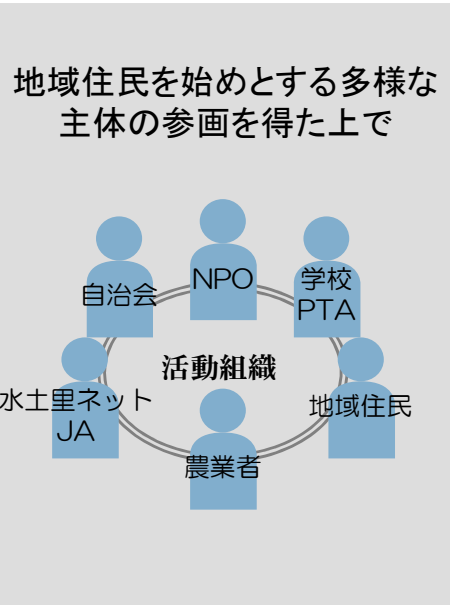 地域住民を始めとする多様な
主体の参画を得た上で
NPO
自治会
学校
PTA
活動組織
水土里ネット
JA
地域住民
農業者